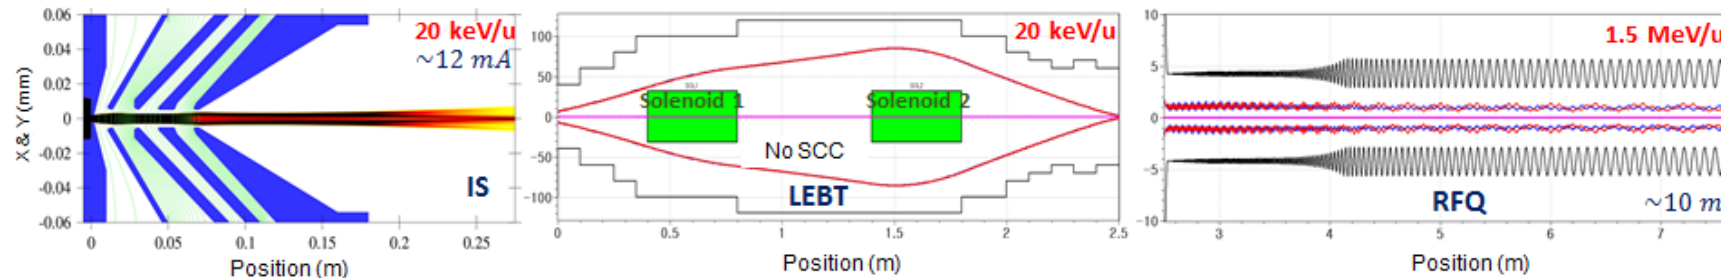 X & Y (mm)
0.06
0.04
0.02
0.00
-0.02
-0.04
-0.06
20 keV/u
~12 mA
IS
0
0.05
0.1
0.15
0.2
0.25
Position (m)
100
50
0
-50
-100
20 keV/u
Solenoid 1
Solenoid 2
No SCC
LEBT
0
0.5
1.0
1.5
2.0
2.5
Position (m)
10
5
0
-5
-10
1.5 MeV/u
RFQ
~10 m
3
4
5
6
7
Position (m)